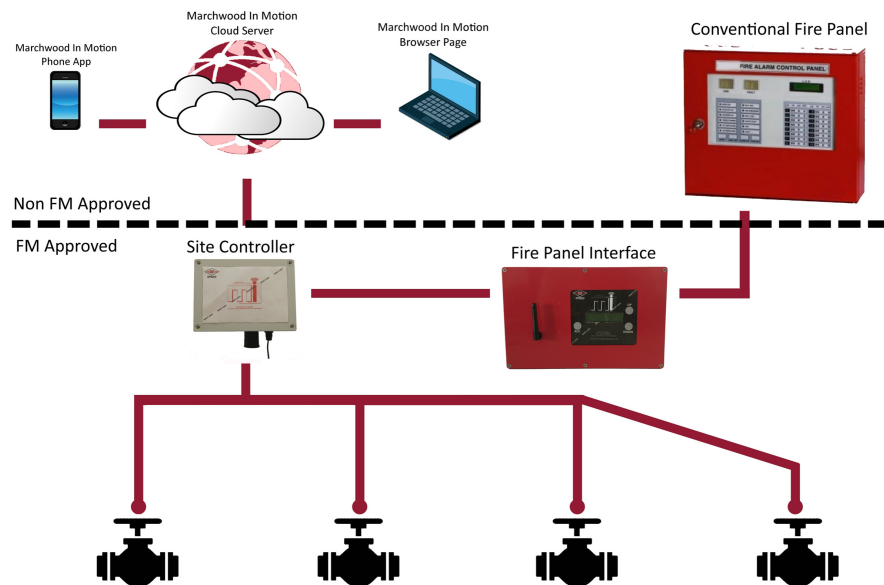 Marchwood In Motion
Phone App
Marchwood In Motion
Cloud Server
Marchwood In Motion
Browser Page
Conventional Fire Panel
FIRE ALARM CONTROL PANEL
Non FM Approved
FM Approved
Site Controller
Fire Panel Interface